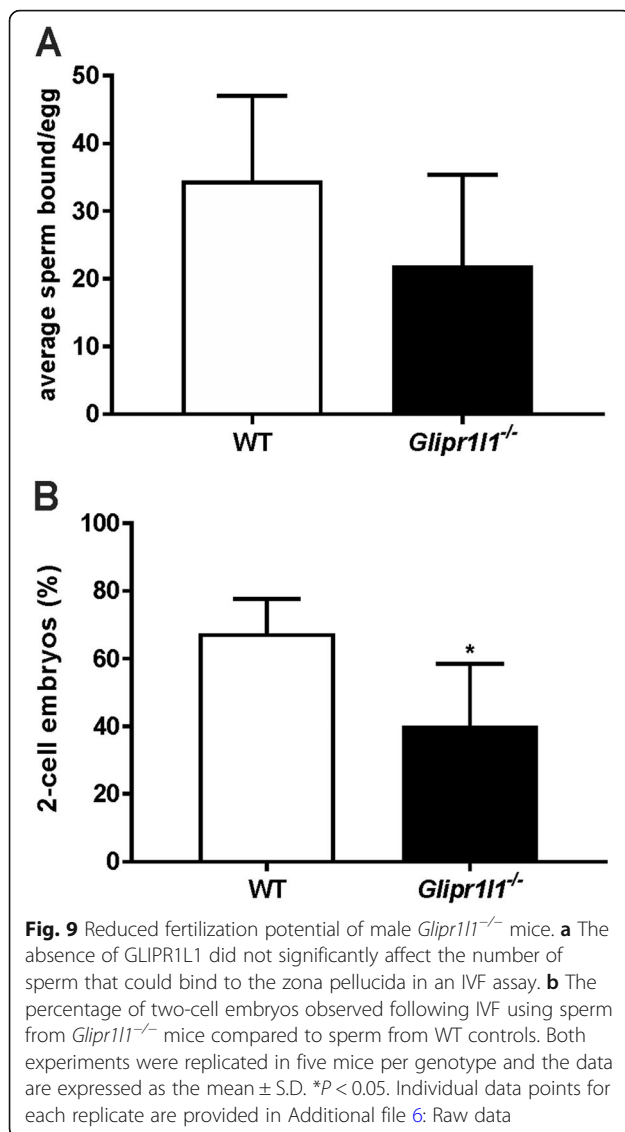 A
50
40
30
20
10
0
average sperm bound/egg
WT
Glipr1l1-/-
B
100
80
60
40
20
0
2-cell embryos (%)
*
WT
Glipr1l1-/-
Fig. 9 Reduced fertilization potential of male Glipr1l1−/− mice. a The
absence of GLIPR1L1 did not significantly affect the number of
sperm that could bind to the zona pellucida in an IVF assay. b The
percentage of two-cell embryos observed following IVF using sperm
from Glipr1l1−/− mice compared to sperm from WT controls. Both
experiments were replicated in five mice per genotype and the data
are expressed as the mean ± S.D. *P < 0.05. Individual data points for
each replicate are provided in Additional file 6: Raw data